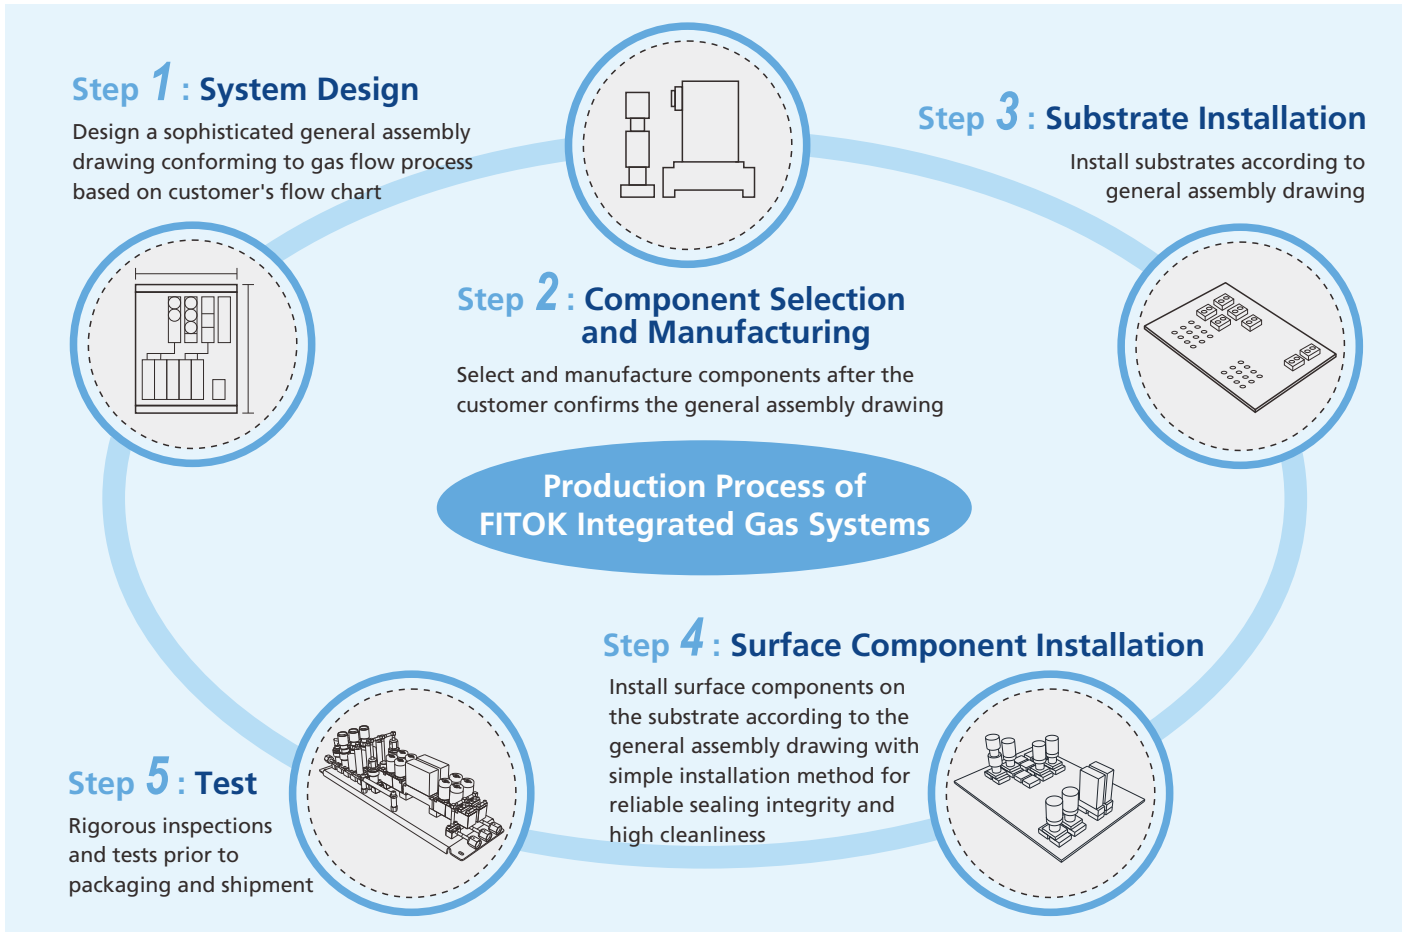 Step 1 : System Design
Design a sophisticated general assembly
drawing conforming to gas flow process
based on customer's flow chart
Step 2 : Component Selection
and Manufacturing
Select and manufacture components after the
customer confirms the general assembly drawing
Step 3 : Substrate Installation
Install substrates according to
general assembly drawing
Production Process of
FITOK Integrated Gas Systems
Step 4 : Surface Component Installation
Install surface components on
the substrate according to the
general assembly drawing with
simple installation method for
reliable sealing integrity and
high cleanliness
Step 5 : Test
Rigorous inspections
and tests prior to
packaging and shipment